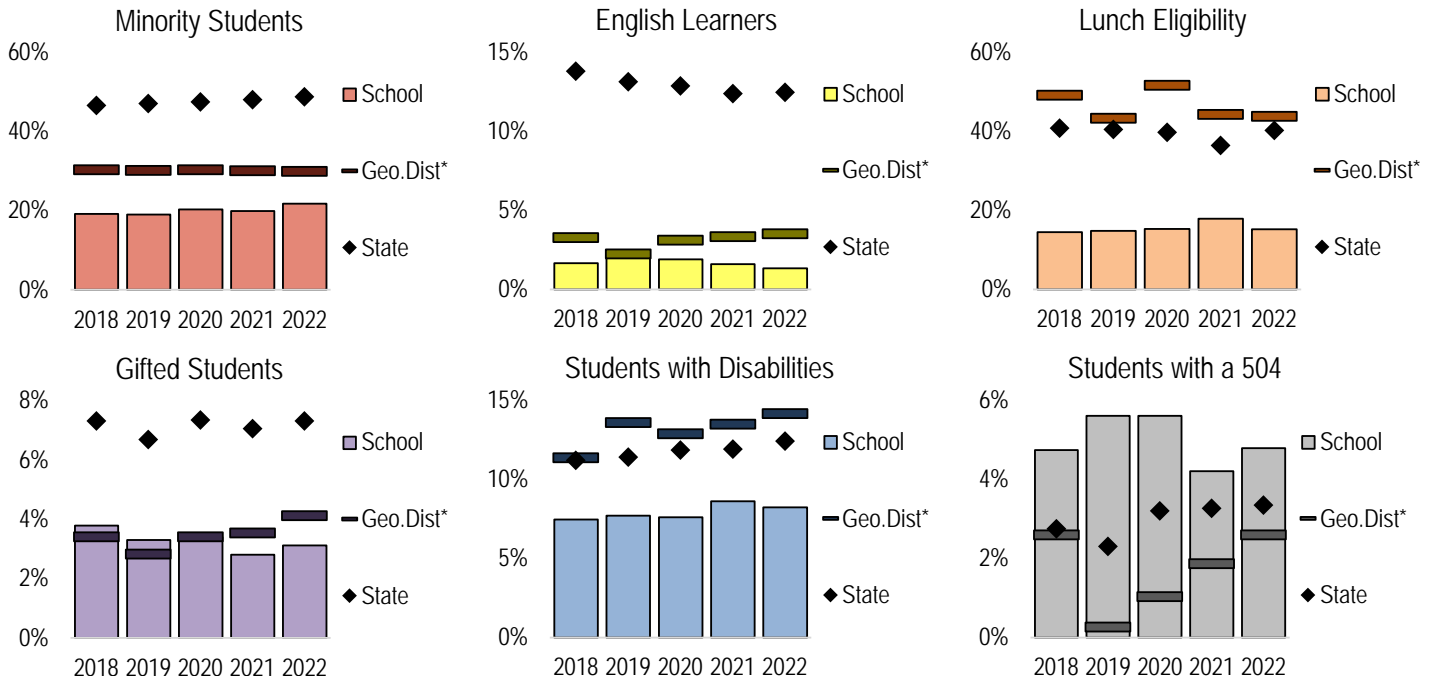 Minority Students
60%
40%
20%
0%
2018 2019 2020 2021 2022
School
Geo.Dist*
State
English Learners
15%
10%
5%
0%
2018 2019 2020 2021 2022
School
Geo.Dist*
State
Lunch Eligibility
60%
40%
20%
0%
2018 2019 2020 2021 2022
School
Geo.Dist*
State
Gifted Students
8%
6%
4%
2%
0%
2018 2019 2020 2021 2022
School
Geo.Dist*
State
Students with Disabilities
15%
10%
5%
0%
2018 2019 2020 2021 2022
School
Geo.Dist*
State
Students with a 504
6%
4%
2%
0%
2018 2019 2020 2021 2022
School
Geo.Dist*
State